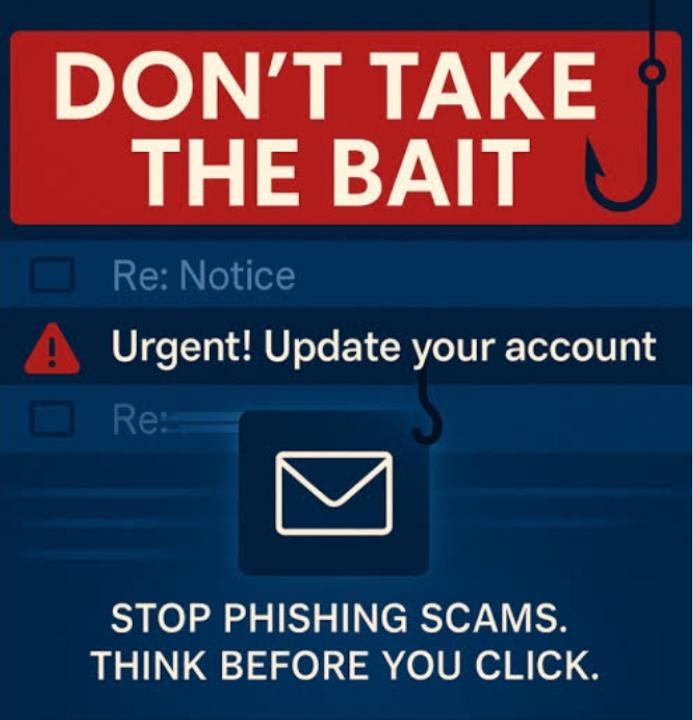 DON'T TAKE
THE BAIT
Re: Notice
Urgent! Update your account
Re:
STOP PHISHING SCAMS.
THINK BEFORE YOU CLICK.